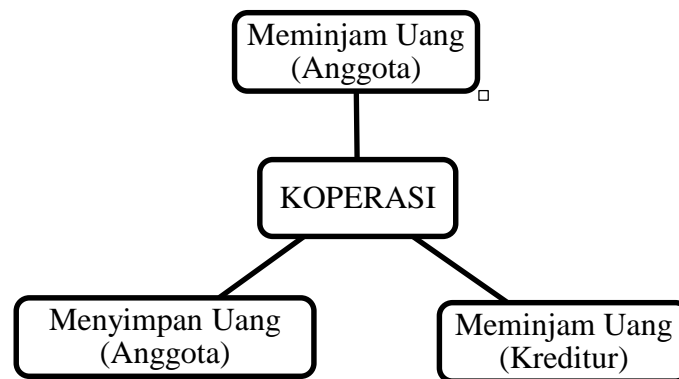 Meminjam Uang
(Anggota)
KOPERASI
Menyimpan Uang
(Anggota)
Meminjam Uang
(Kreditur)